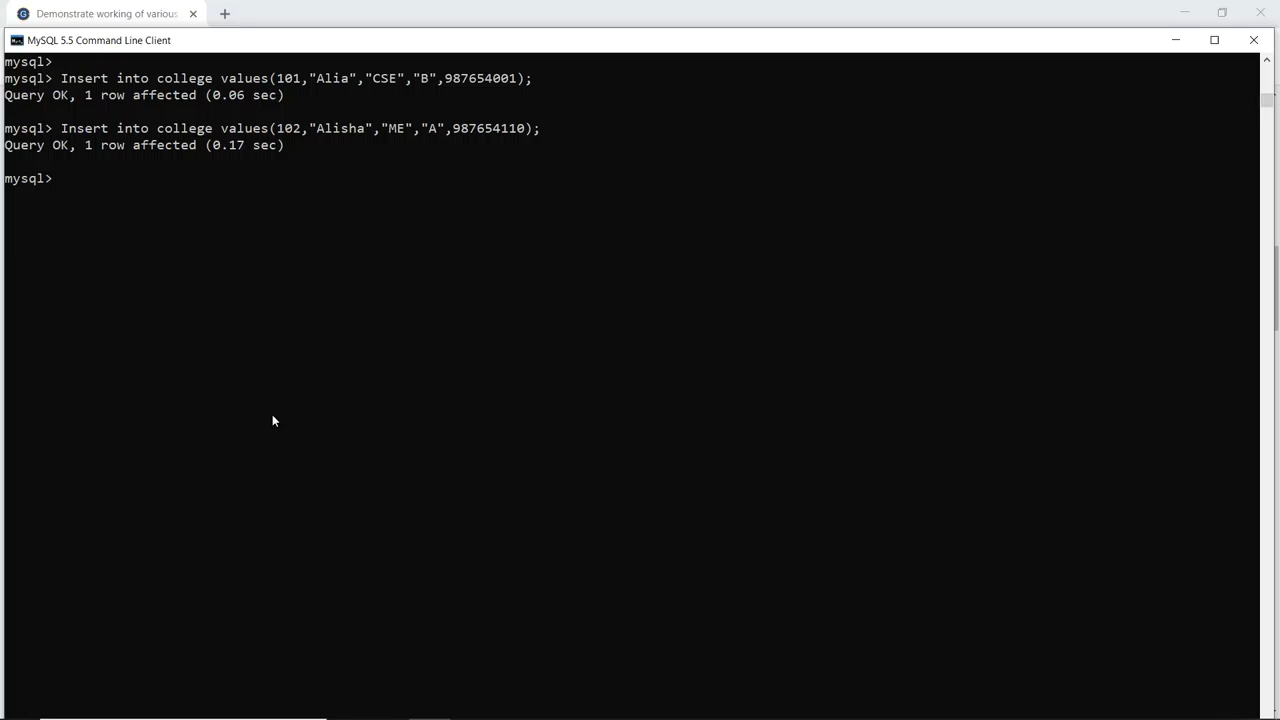 Demonstrate working of various
MySQL 5.5 Command Line Client
mysql>
mysql> Insert into college values(101,"Alia","CSE","B",987654001);
Query OK, 1 row affected (0.06 sec)
mysql> Insert into college values(102,"Alisha","ME","A",987654110);
Query OK, 1 row affected (0.17 sec)
mysql>